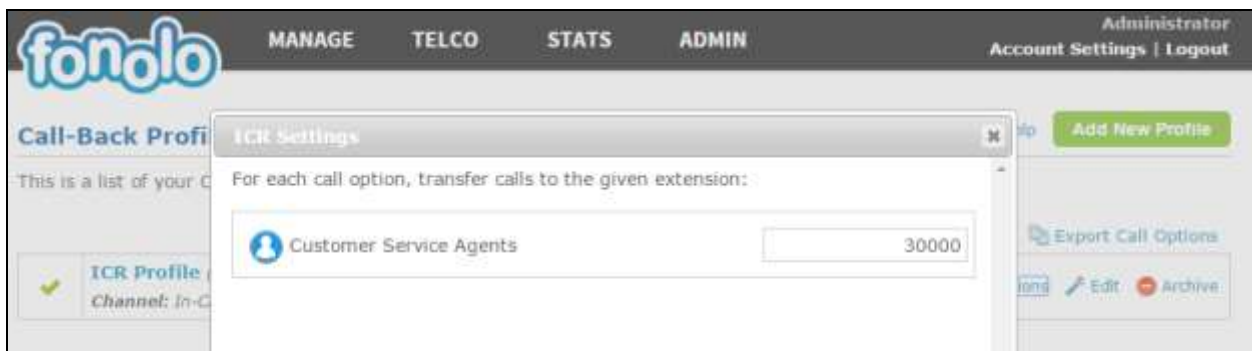 fonolo
MANAGE TELCO STATS ADMIN
Administrator
Account Settings | Logout
Call-Back Profi
ICR Settings
Add New Profile
This is a list of your C
For each call option, transfer calls to the given extension:
Customer Service Agents 30000
Export Call Options
ICR Profile
Channel: In-C
Edit Archive